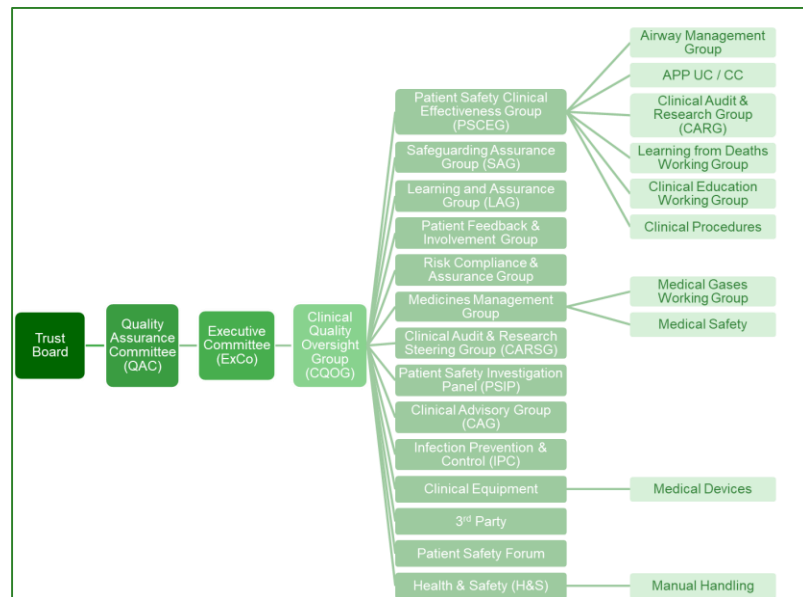 Trust
Board
Quality
Assurance
Committee
(QAC)
Executive
Committee
(ExCo)
Clinical
Quality
Oversight
Group
(CQOG)
Patient Safety Clinical
Effectiveness Group
(PSCEG)
Safeguarding Assurance
Group (SAG)
Learning and Assurance
Group (LAG)
Patient Feedback &
Involvement Group
Risk Compliance &
Assurance Group
Medicines Management
Group
Clinical Audit & Research
Steering Group (CARSG)
Patient Safety Investigation
Panel (PSIP)
Clinical Advisory Group
(CAG)
Infection Prevention &
Control (IPC)
Clinical Equipment
3rd Party
Patient Safety Forum
Health & Safety (H&S)
Airway Management
Group
APP UC / CC
Clinical Audit &
Research Group
(CARG)
Learning from Deaths
Working Group
Clinical Education
Working Group
Clinical Procedures
Medical Gases
Working Group
Medical Safety
Medical Devices
Manual Handling